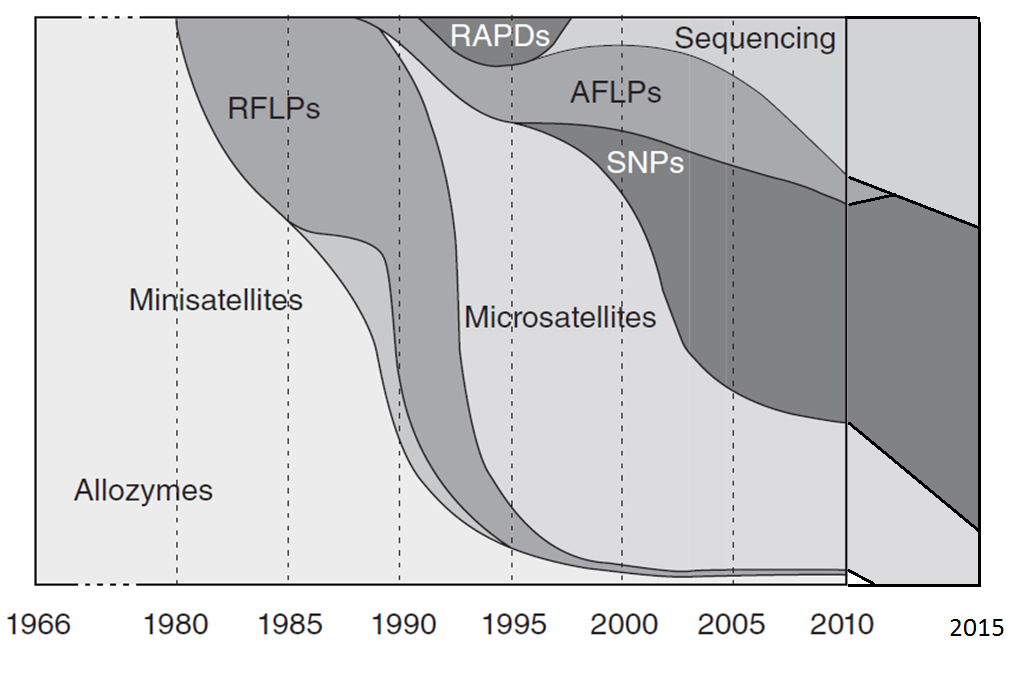 RAPDs
Sequencing
AFLPs
RFLPs
SNPs
Minisatellites
Microsatellites
Allozymes
1966 1980 1985 1990 1995 2000 2005 2010 2015